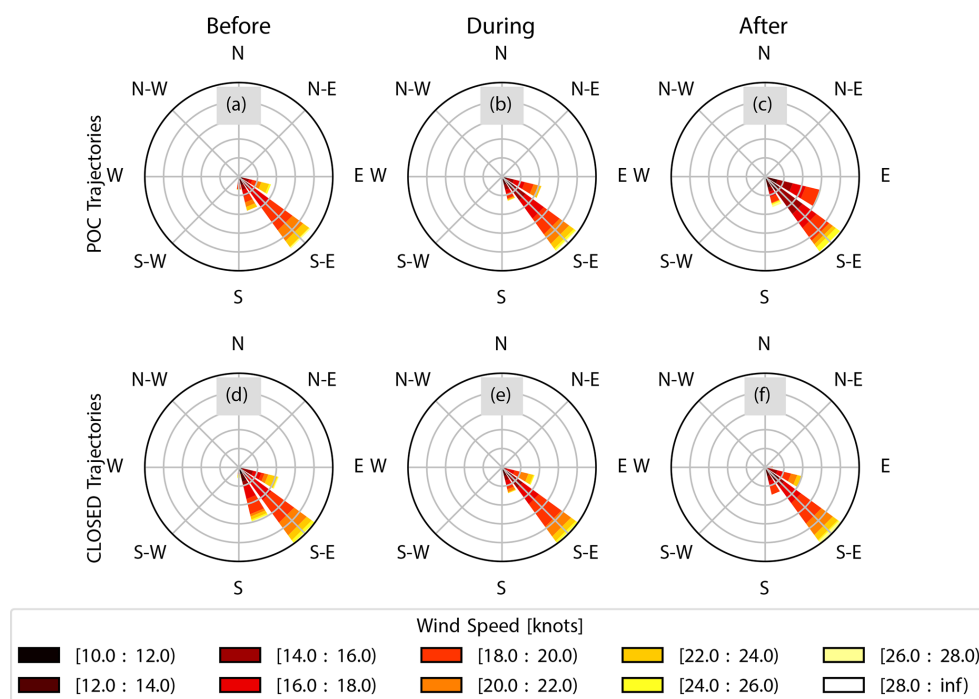 Before During After
N N N
N-W (a) N-E N-W (b) N-E N-W (c) N-E
POC Trajectories
W E W E W E
S-W S-E S-W S-E S-W S-E
S S S
N N N
N-W (d) N-E N-W (e) N-E N-W (f) N-E
CLOSED Trajectories
W E W E W E
S-W S-E S-W S-E S-W S-E
S S S
Wind Speed [knots]
[10.0 : 12.0) [14.0 : 16.0) [18.0 : 20.0) [22.0 : 24.0) [26.0 : 28.0)
[12.0 : 14.0) [16.0 : 18.0) [20.0 : 22.0) [24.0 : 26.0) [28.0 : inf)